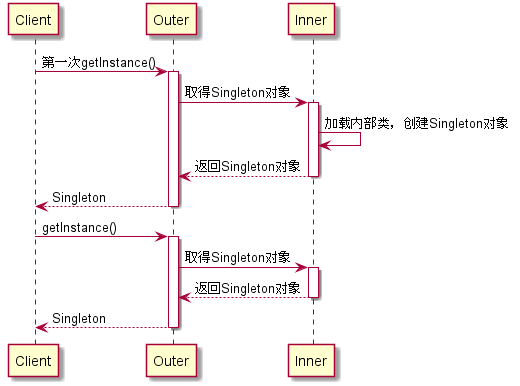 Client Outer Inner
第一次getInstance()
取得Singleton对象
加载内部类，创建Singleton对象
返回Singleton对象
Singleton
getInstance()
取得Singleton对象
返回Singleton对象
Singleton
Client Outer Inner